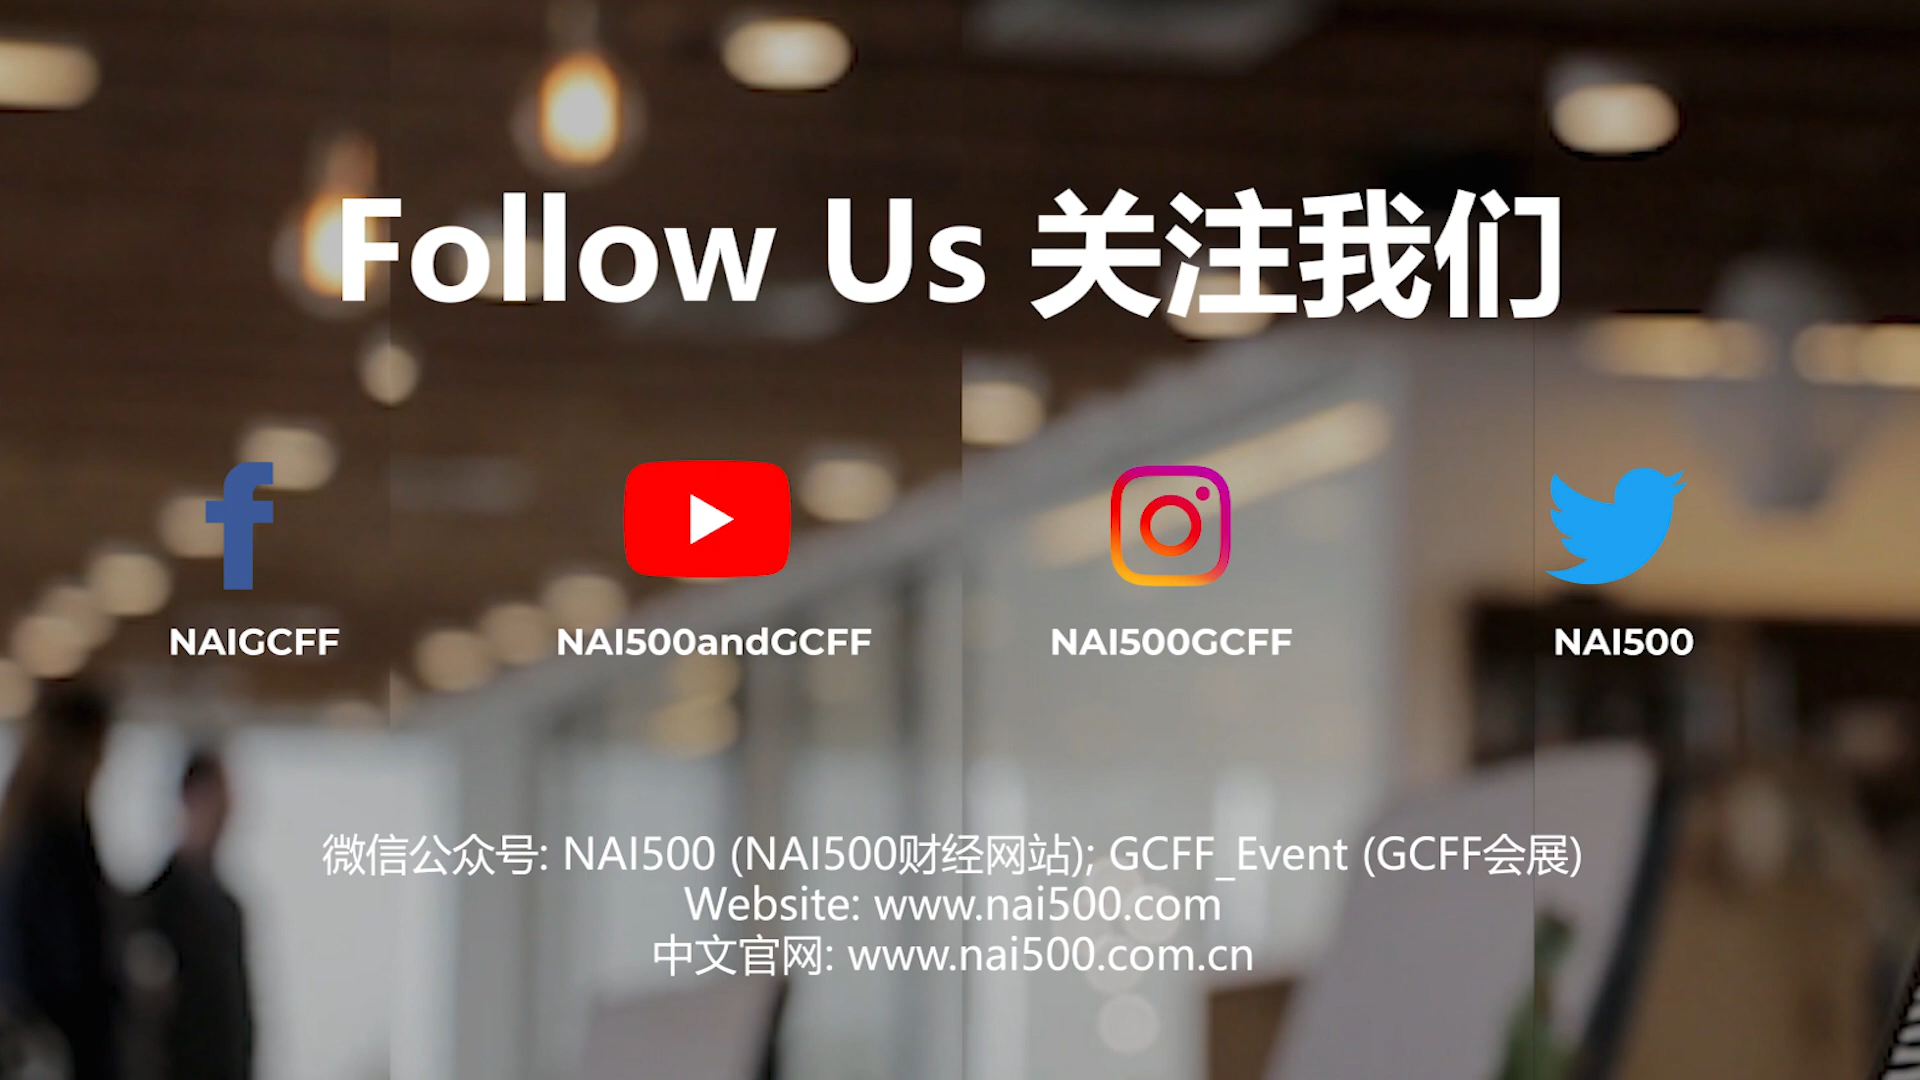 Follow Us 关注我们
NAIGCFF
NAI500andGCFF
NAI500GCFF
NAI500
微信公众号: NAI500 (NAI500财经网站); GCFF_Event (GCFF会展)
Website: www.nai500.com
中文官网: www.nai500.com.cn